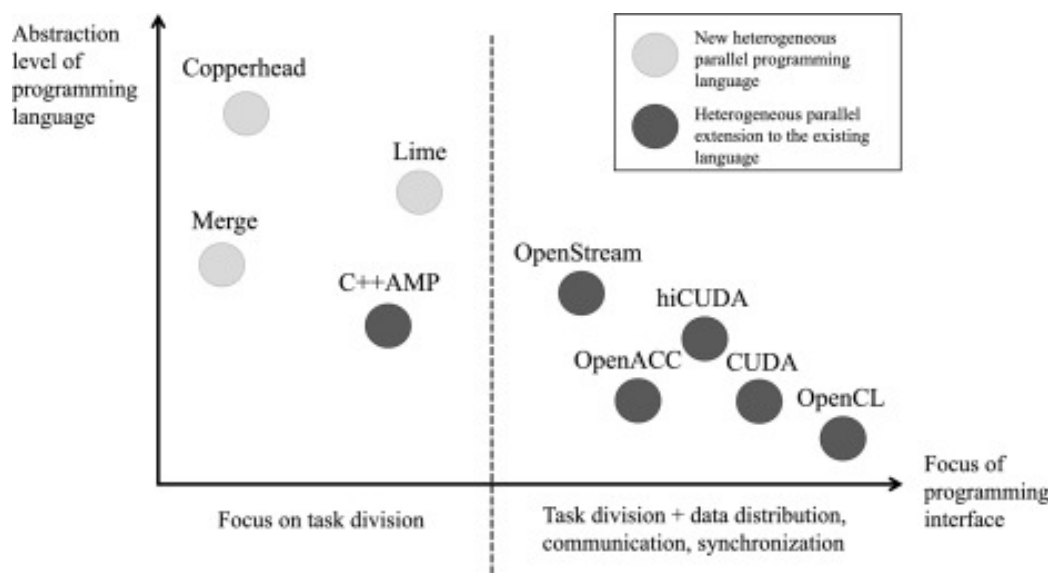 Abstraction
level of
programming
language
Copperhead
Lime
Merge
C++AMP
New heterogeneous
parallel programming
language
Heterogeneous parallel
extension to the existing
language
OpenStream
hiCUDA
OpenACC
CUDA
OpenCL
Focus of
programming
interface
Focus on task division
Task division + data distribution,
communication, synchronization